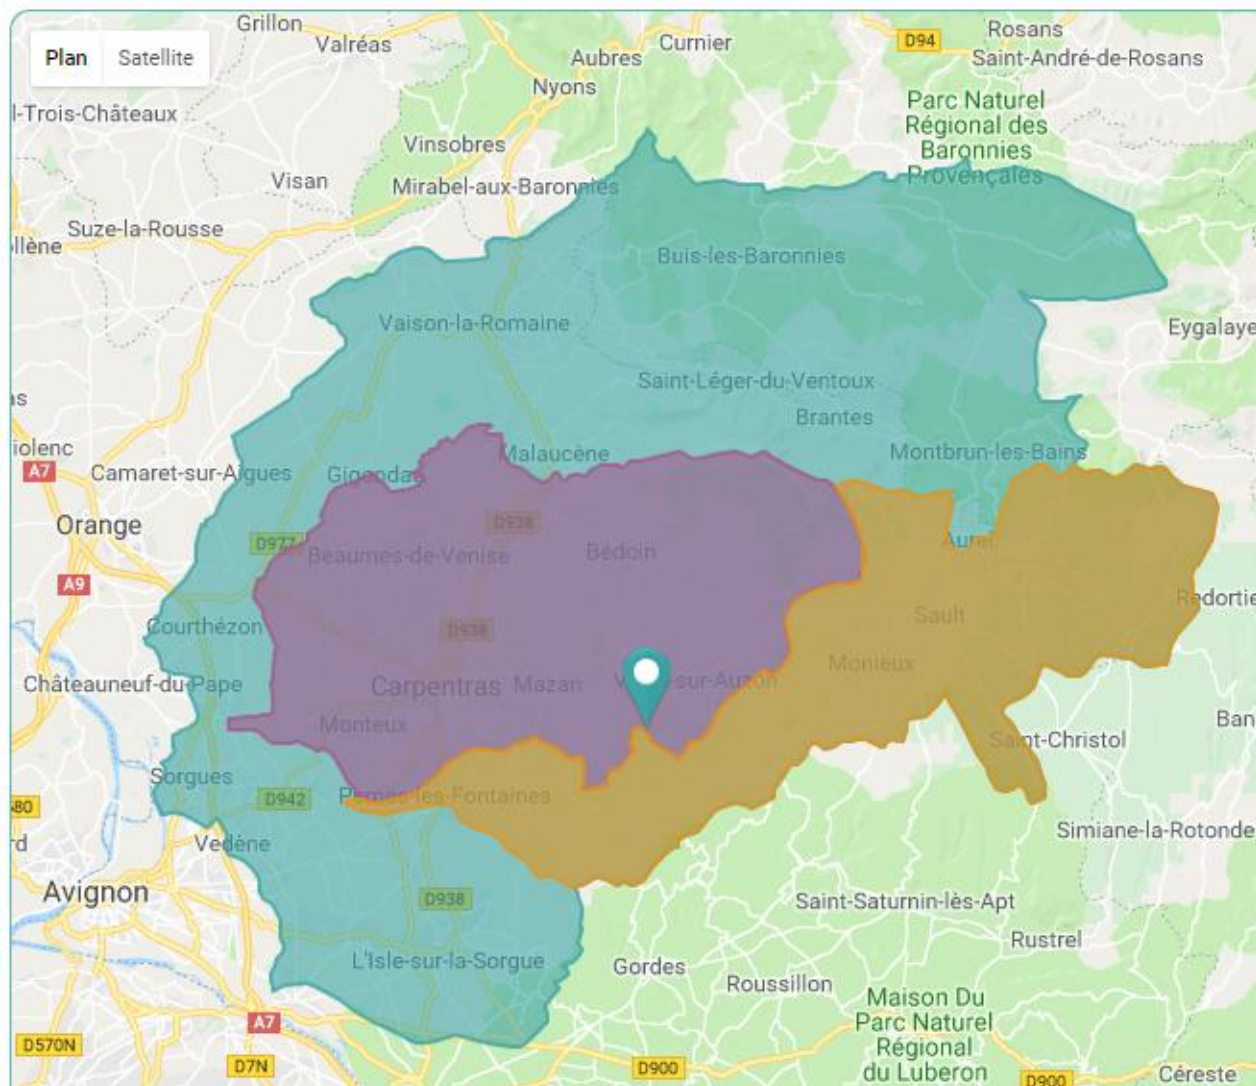 Plan
Satellite
Grillon
Valréas
Curnier
D94
Rosans
Aubres
Saint-André-de-Rosans
Nyons
l-Trois-Châteaux
Parc Naturel
Régional des
Baronnies
Provençales
Vinsobres
Visan
Mirabel-aux-Baronnies
Suze-la-Rousse
llène
Buis-les-Baronnies
Vaison-la-Romaine
Eygalaye
Saint-Léger-du-Ventoux
as
Brantes
iolenc
Malaucène
Montbrun-les-Bains
A7
Camaret-sur-Aigues
Gigondas
Orange
D938
D977
Aurel
Beaumes-de-Venise
Bédoin
A9
Redortie
Sault
Courthézon
D938
Monieux
Châteauneuf-du-Pape
Carpentras
Mazan
sur-Auzon
Monteux
Ban
Saint-Christol
Sorgues
D942
Pernes-les-Fontaines
80
rd
Vedène
Simiane-la-Rotonde
Avignon
D938
Saint-Saturnin-lès-Apt
Rustrel
L'Isle-sur-la-Sorgue
Gordes
Roussillon
Maison Du
Parc Naturel
Régional
du Luberon
A7
D570N
D7N
D900
D900
Céreste